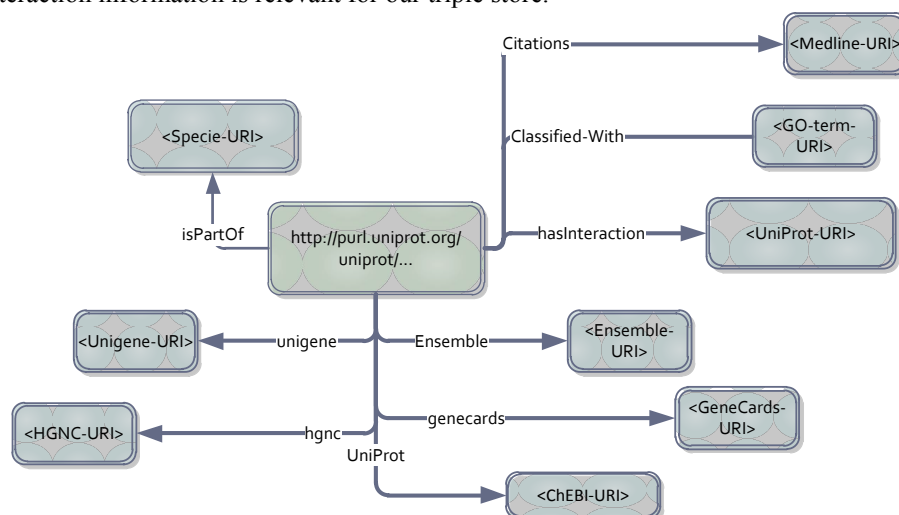 teraction information is relevant for our triple store.
Citations
<Medline-URI>
<Specie-URI>
Classified-With
<GO-term-
URI>
isPartOf
http://purl.uniprot.org/
uniprot/...
hasInteraction
<UniProt-URI>
<Unigene-URI>
unigene
Ensemble
<Ensemble-
URI>
<HGNC-URI>
hgnc
genecards
<GeneCards-
URI>
UniProt
<ChEBI-URI>